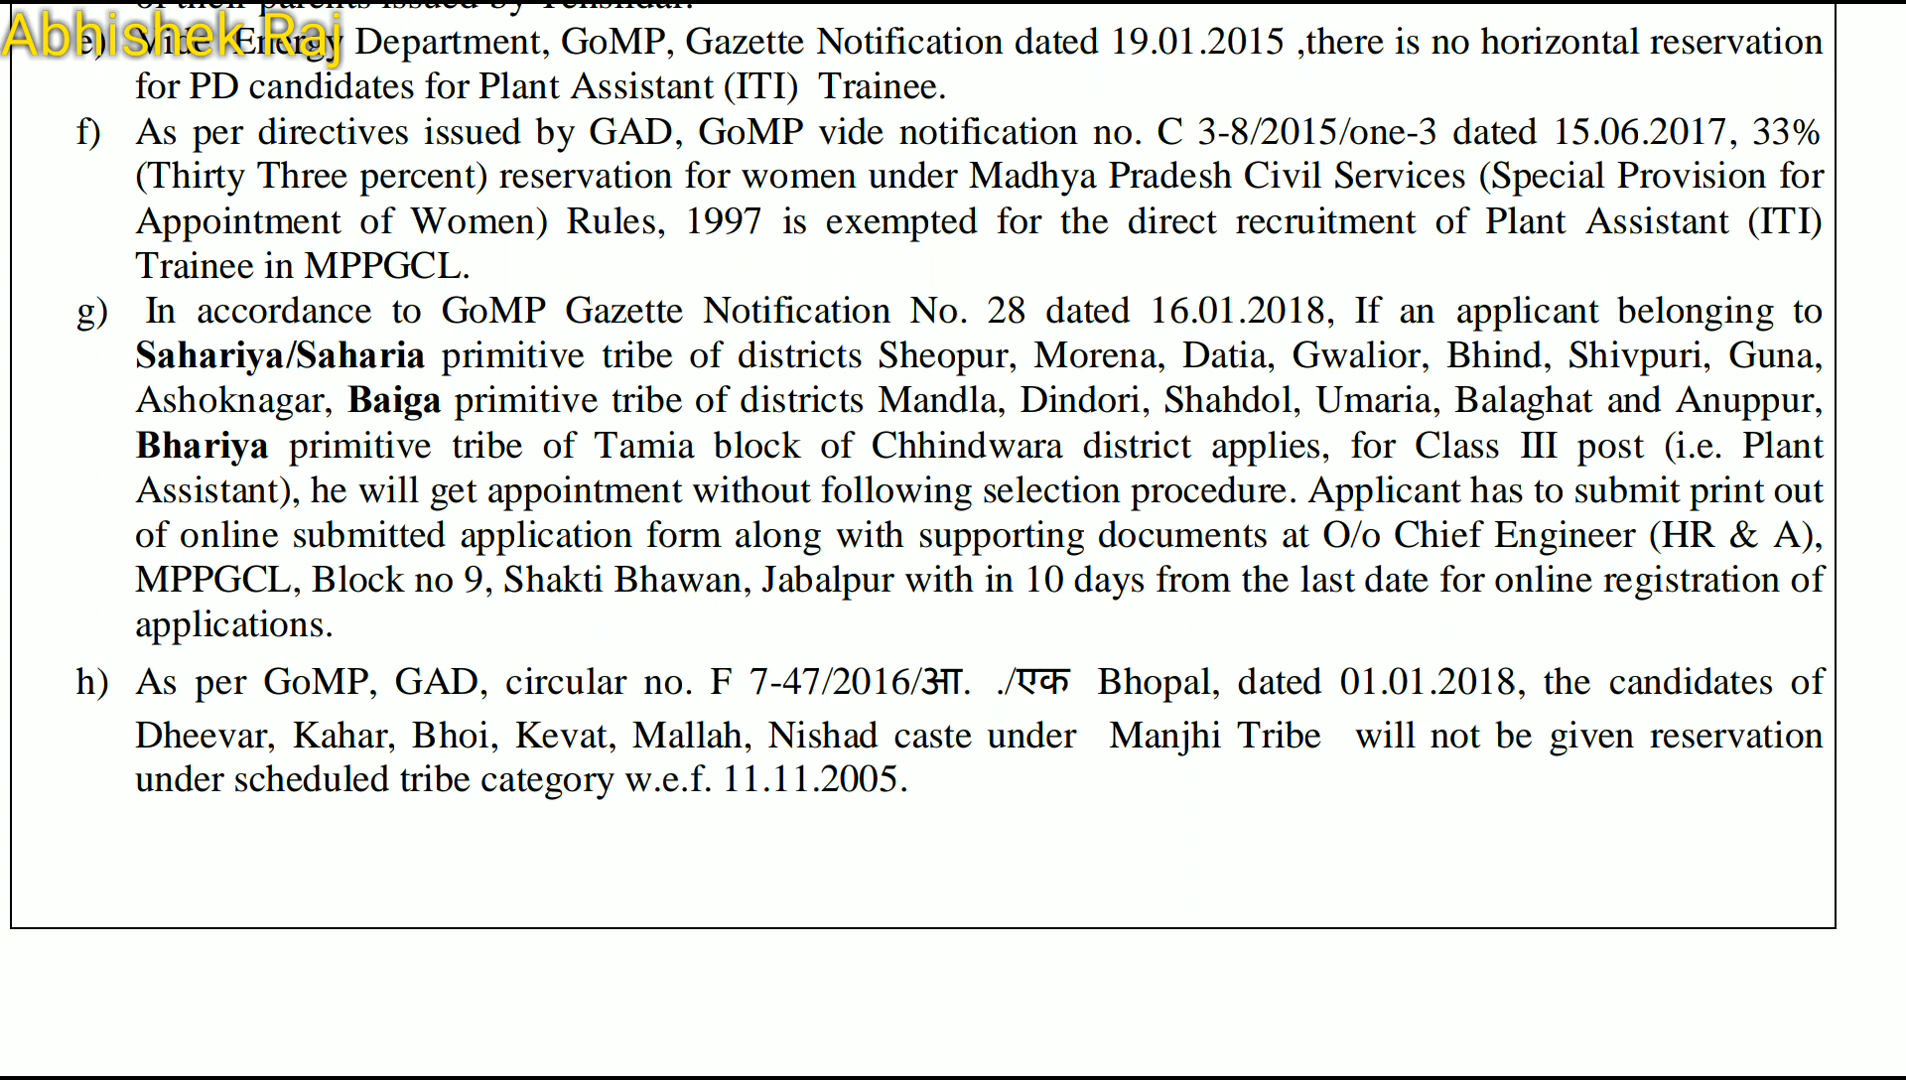 of their parents issued by Tehsildar.
Abhishek Raj
e) Vide Energy Department, GoMP, Gazette Notification dated 19.01.2015 ,there is no horizontal reservation
for PD candidates for Plant Assistant (ITI) Trainee.
f) As per directives issued by GAD, GoMP vide notification no. C 3-8/2015/one-3 dated 15.06.2017, 33%
(Thirty Three percent) reservation for women under Madhya Pradesh Civil Services (Special Provision for
Appointment of Women) Rules, 1997 is exempted for the direct recruitment of Plant Assistant (ITI)
Trainee in MPPGCL.
g) In accordance to GoMP Gazette Notification No. 28 dated 16.01.2018, If an applicant belonging to
Sahariya/Saharia primitive tribe of districts Sheopur, Morena, Datia, Gwalior, Bhind, Shivpuri, Guna,
Ashoknagar, Baiga primitive tribe of districts Mandla, Dindori, Shahdol, Umaria, Balaghat and Anuppur,
Bhariya primitive tribe of Tamia block of Chhindwara district applies, for Class III post (i.e. Plant
Assistant), he will get appointment without following selection procedure. Applicant has to submit print out
of online submitted application form along with supporting documents at O/o Chief Engineer (HR & A),
MPPGCL, Block no 9, Shakti Bhawan, Jabalpur with in 10 days from the last date for online registration of
applications.
h) As per GoMP, GAD, circular no. F 7-47/2016/आ. ./एक Bhopal, dated 01.01.2018, the candidates of
Dheevar, Kahar, Bhoi, Kevat, Mallah, Nishad caste under Manjhi Tribe will not be given reservation
under scheduled tribe category w.e.f. 11.11.2005.